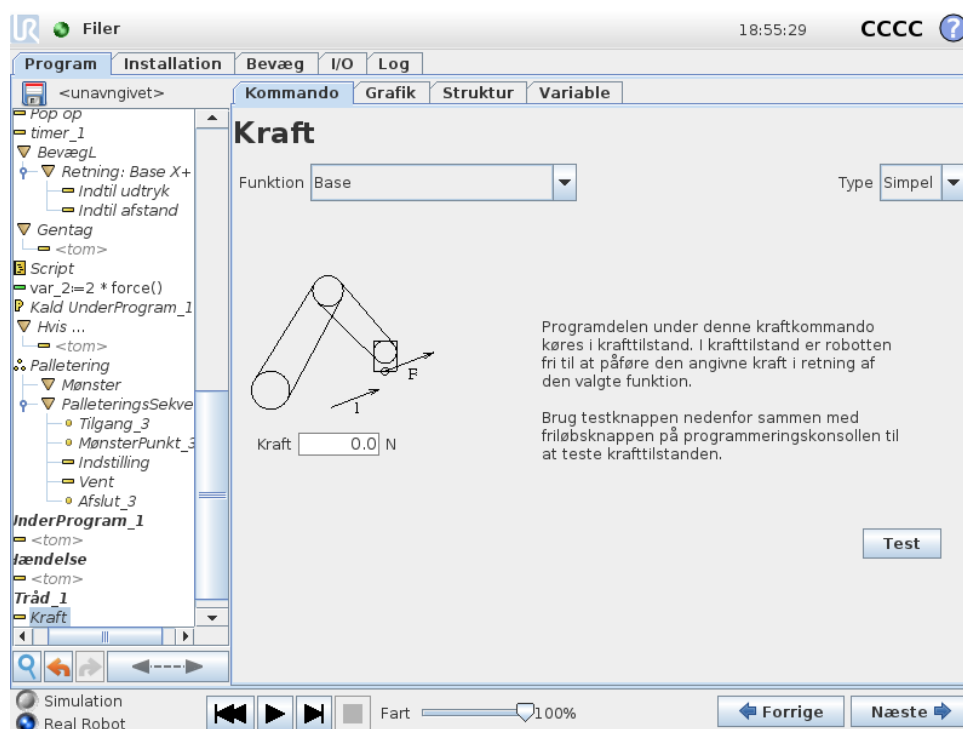 UR Filer 18:55:29 CCCC ?
Program Installation Bevæg I/O Log
<unavngivet> Kommando Grafik Struktur Variable
Pop op
timer_1
BevægL
Retning: Base X+
Indtil udtryk
Indtil afstand
Gentag
<tom>
Script
var_2:=2 * force()
Kald UnderProgram_1
Hvis ...
<tom>
Palletering
Mønster
PalleteringsSekve
Tilgang_3
MønsterPunkt_3
Indstilling
Vent
Afslut_3
UnderProgram_1
<tom>
Hændelse
<tom>
Tråd_1
Kraft
Kraft
Funktion Base Type Simpel
F
1
Kraft 0.0 N
Programdelen under denne kraftkommando
køres i krafttilstand. I krafttilstand er robotten
fri til at påføre den angivne kraft i retning af
den valgte funktion.
Brug testknappen nedenfor sammen med
friløbsknappen på programmeringskonsollen til
at teste krafttilstanden.
Test
Simulation
Real Robot
Fart 100% Forrige Næste